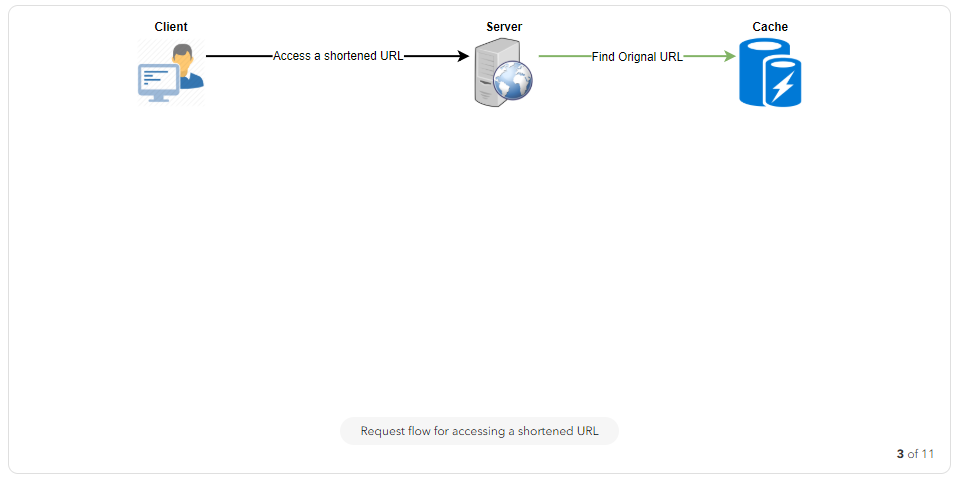 Client
Server
Cache
Access a shortened URL
Find Orignal URL
Request flow for accessing a shortened URL
3 of 11